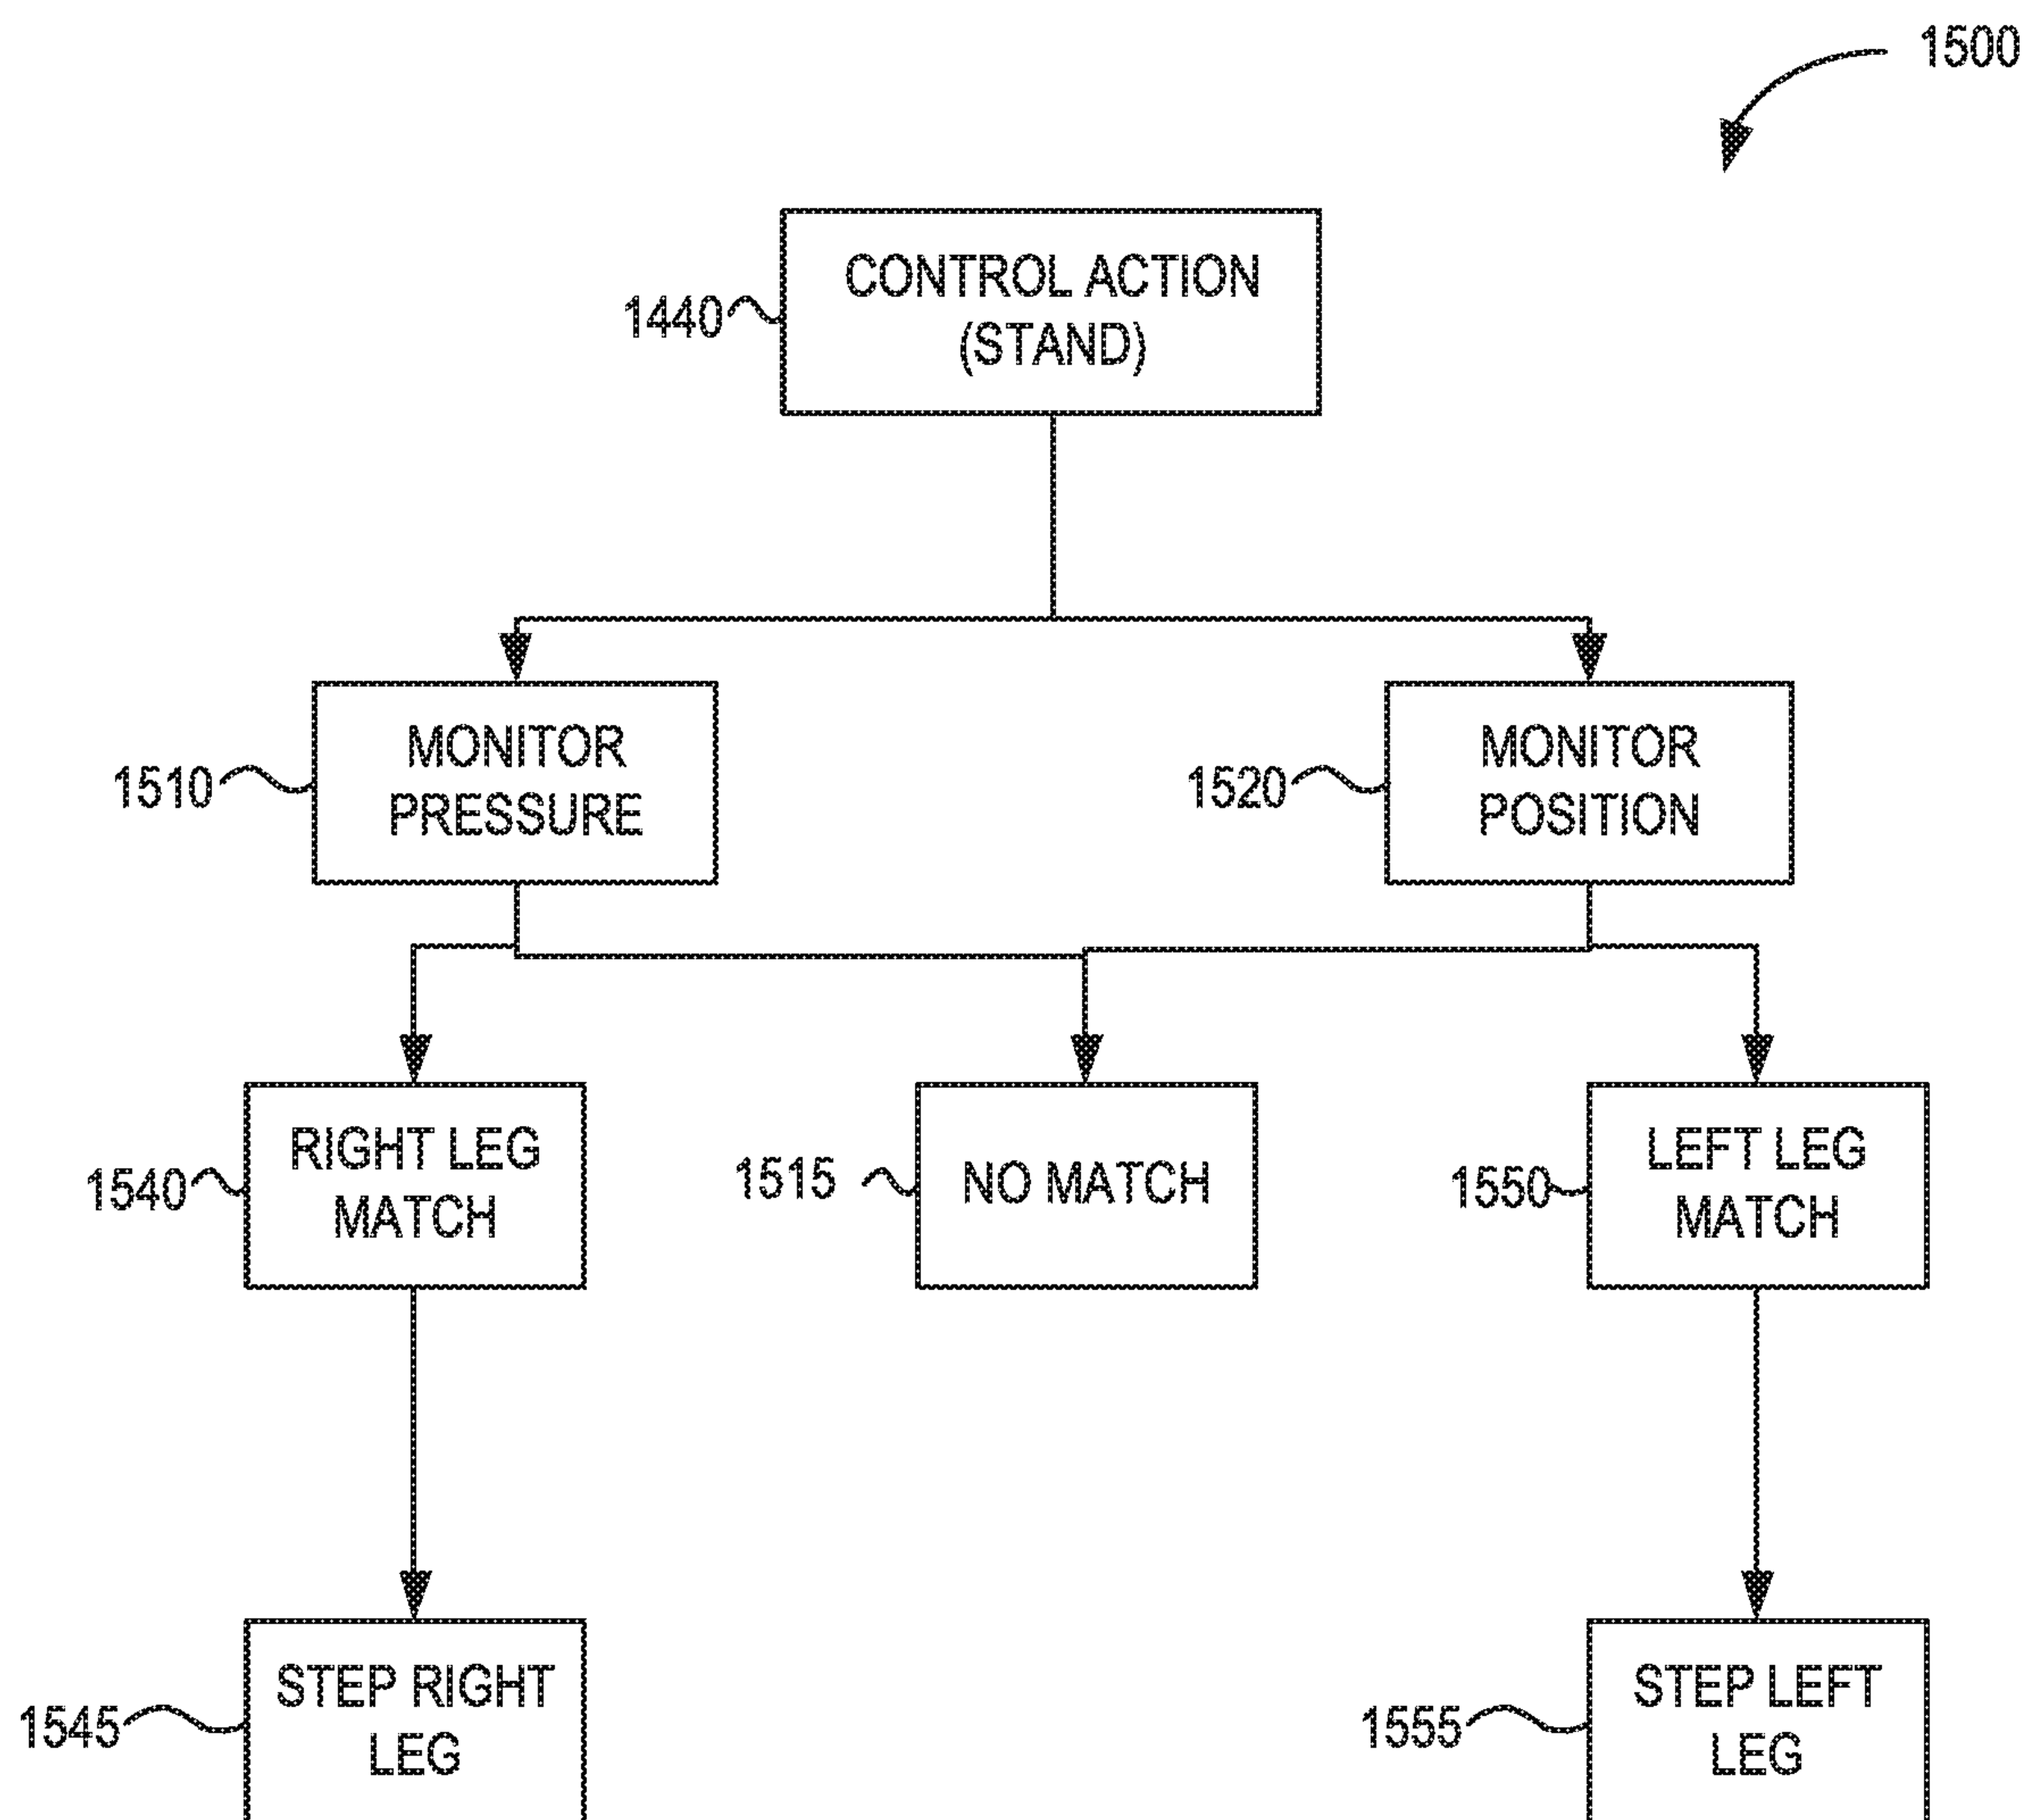 1500
CONTROL ACTION
(STAND)
1440
MONITOR
PRESSURE
1510
MONITOR
POSITION
1520
RIGHT LEG
MATCH
1540
NO MATCH
1515
LEFT LEG
MATCH
1550
STEP RIGHT
LEG
1545
STEP LEFT
LEG
1555